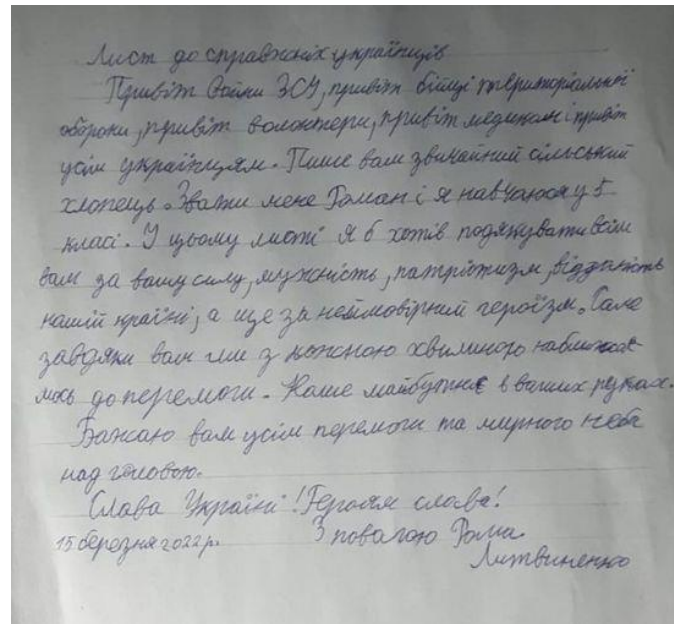 Лист до справжніх українців
Привіт Воїни ЗСУ, привіт бійці територіальної
оборони, привіт волонтери, привіт медикам і привіт
усім українцям. Пише вам звичайний сільський
хлопець. Звати мене Роман і я навчаюся у 5
класі. У цьому листі я б хотів подякувати всім
вам за вашу силу, мужність, патріотизм, відданість
нашій країні, а ще за неймовірний героїзм. Саме
завдяки вам ми з кожною хвилиною наближає
мось до перемоги. Наше майбутнє в ваших руках.
Бажаю вам усім перемоги та мирного неба
над головою.
Слава Україні! Героям слава!
15 березня 2022 р. З повагою Рома.
Литвиненко